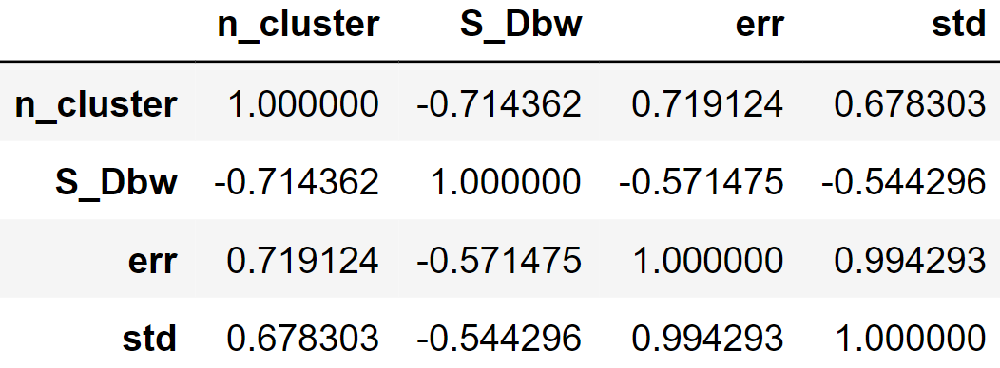 n_cluster S_Dbw err std
n_cluster 1.000000 -0.714362 0.719124 0.678303
S_Dbw -0.714362 1.000000 -0.571475 -0.544296
err 0.719124 -0.571475 1.000000 0.994293
std 0.678303 -0.544296 0.994293 1.000000